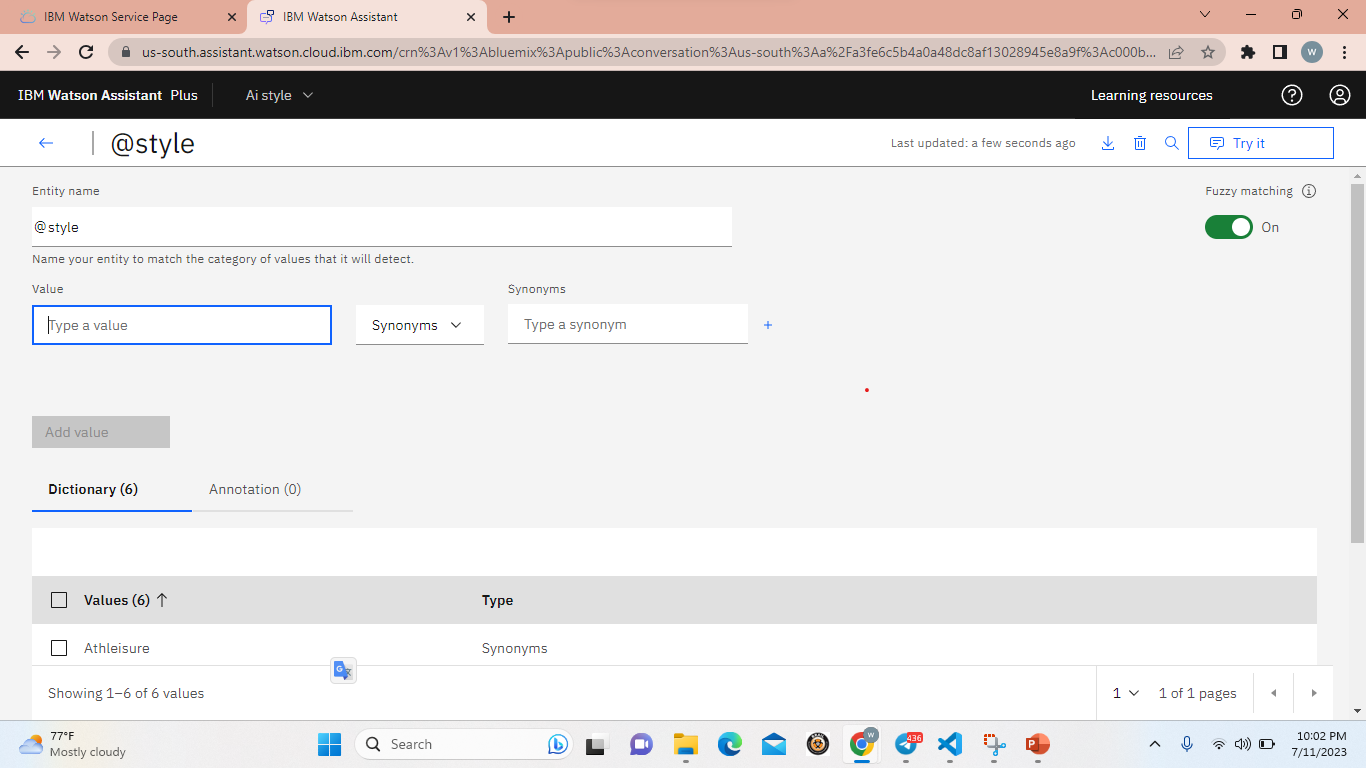 IBM Watson Service Page
IBM Watson Assistant
us-south.assistant.watson.cloud.ibm.com/crn%3Av1%3Abluemix%3Apublic%3Aconversation%3Aus-south%3Aa%2Fa3fe6c5b4a0a48dc8af13028945e8a9f%3Ac000b...
W
IBM Watson Assistant Plus
Ai style
Learning resources
@style
Last updated: a few seconds ago
Try it
Entity name
Fuzzy matching
@style
On
Name your entity to match the category of values that it will detect.
Value
Synonyms
Type a value
Synonyms
Type a synonym
Add value
Dictionary (6)
Annotation (0)
Values (6)
Type
Athleisure
Synonyms
Showing 1–6 of 6 values
1
1 of 1 pages
77°F
Mostly cloudy
Search
W
436
10:02 PM
7/11/2023